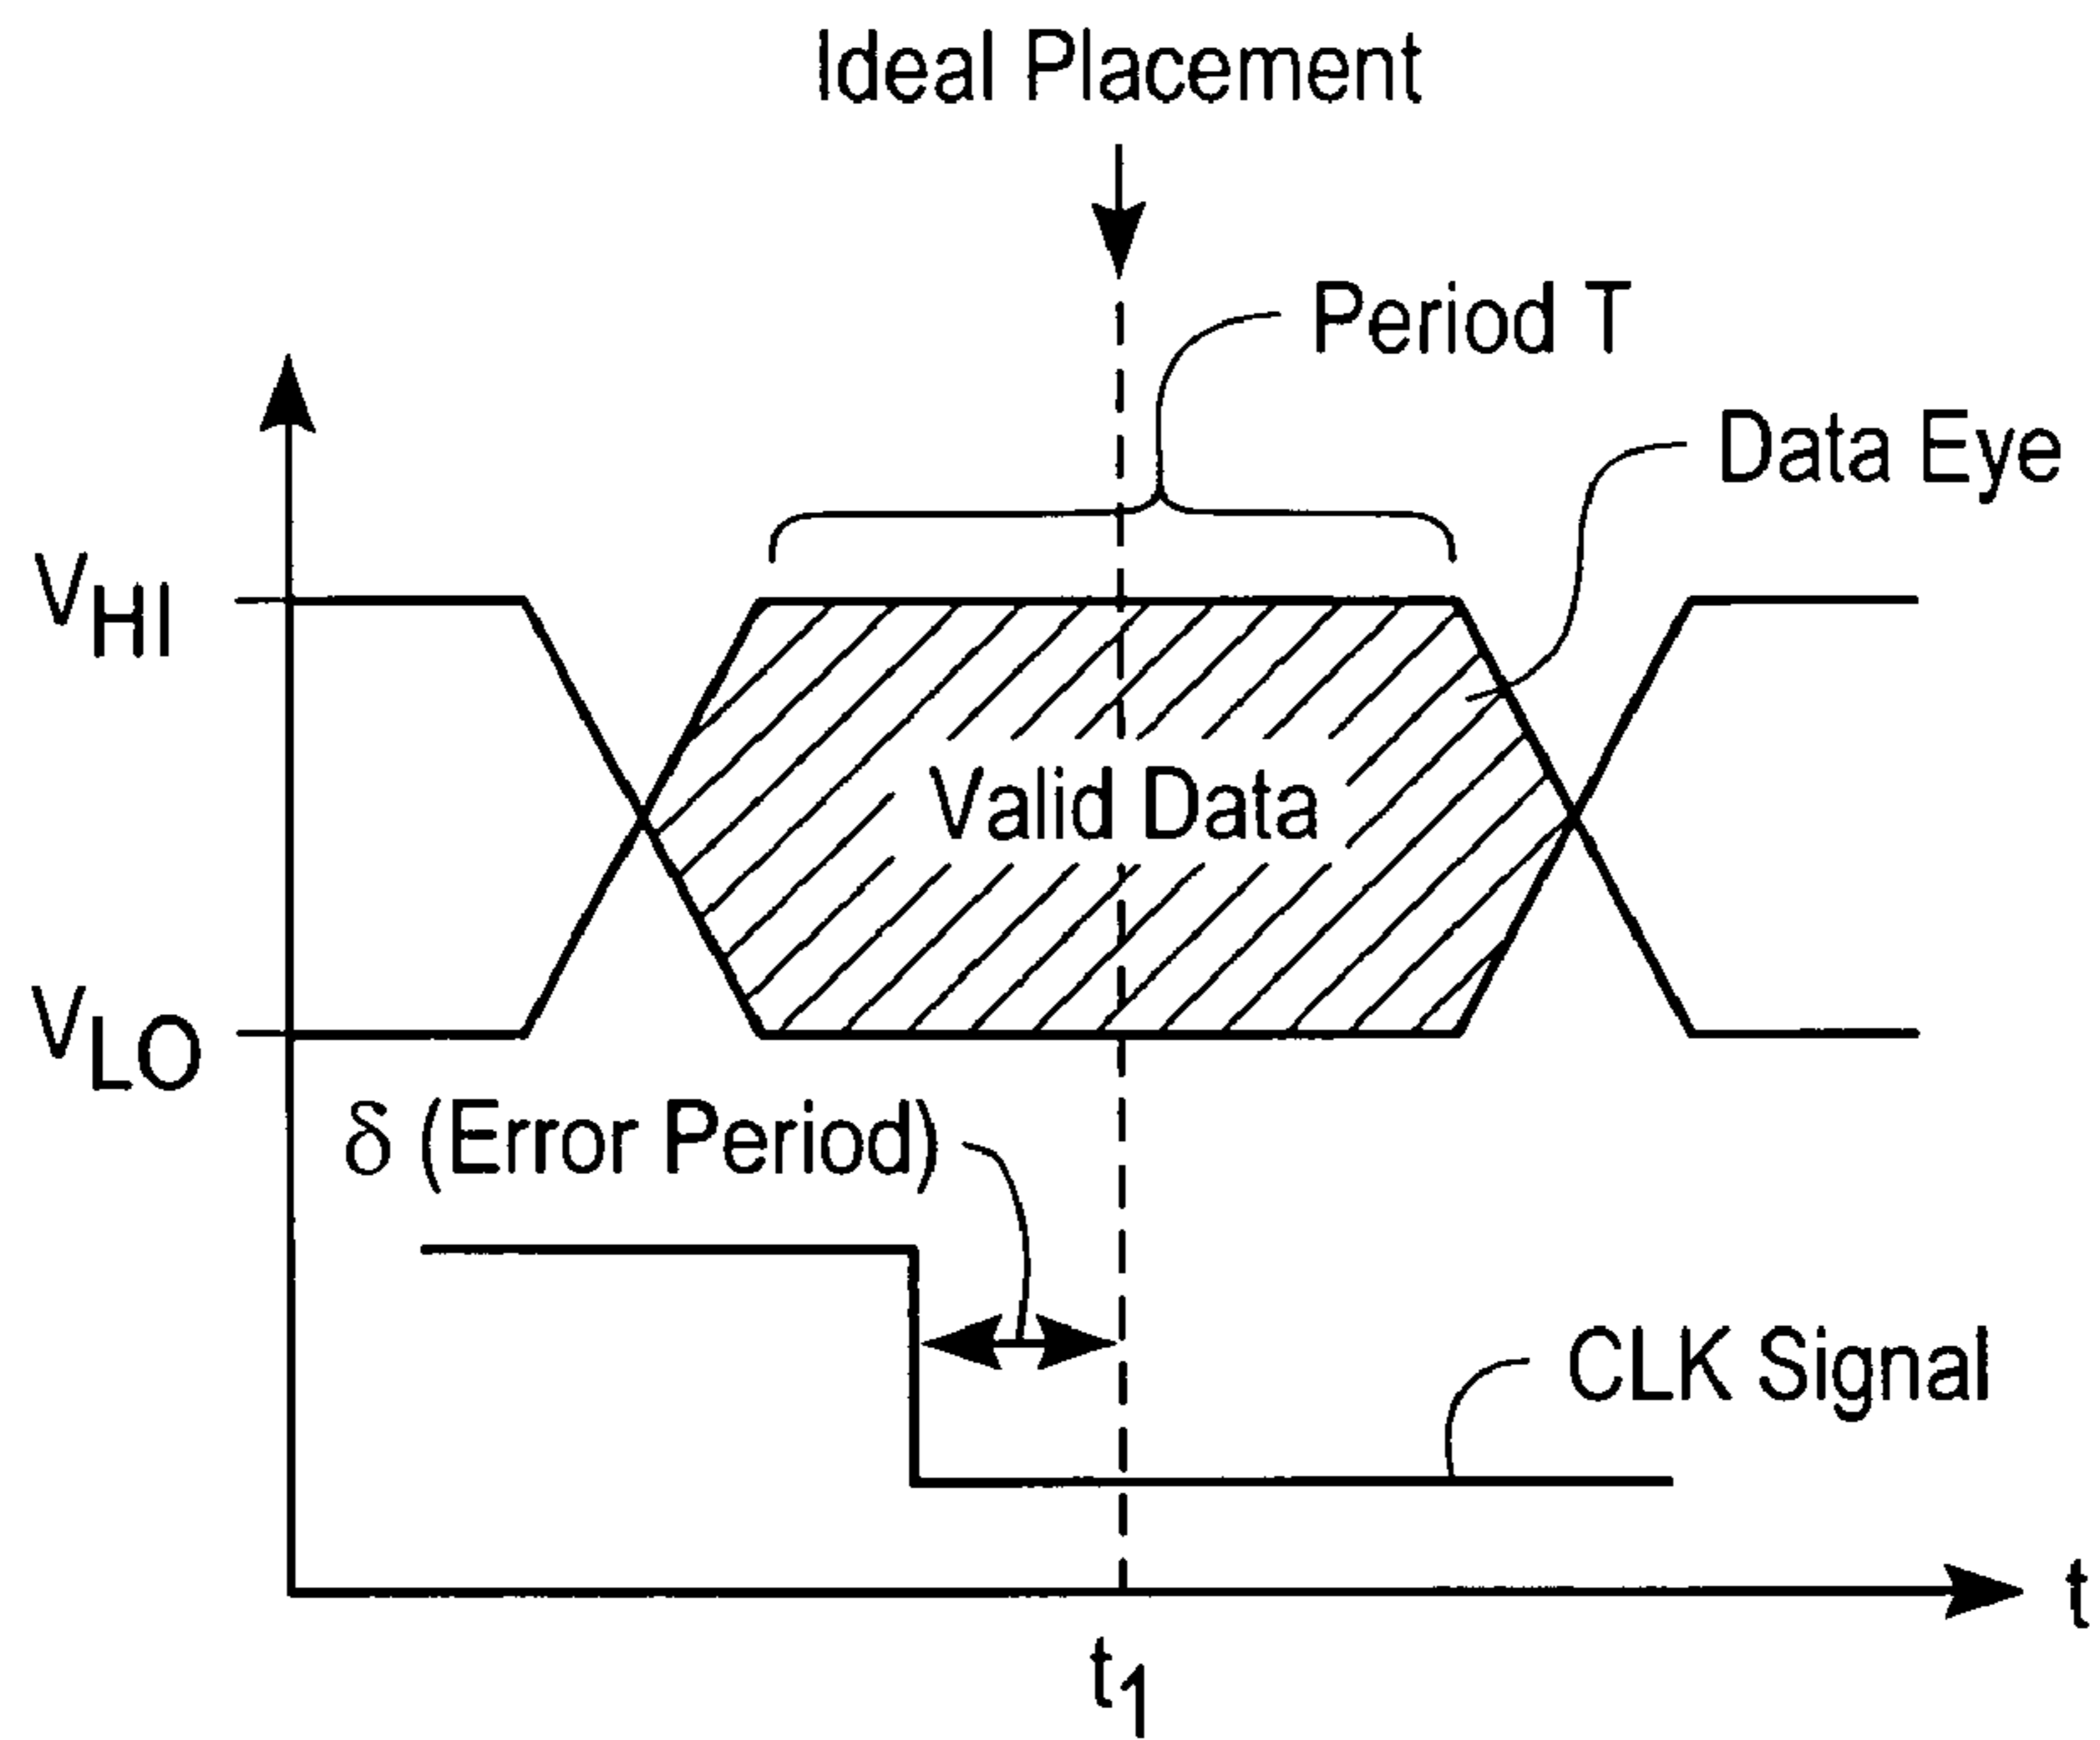 Ideal Placement
Period T
Data Eye
VHI
Valid Data
VLO
δ (Error Period)
CLK Signal
t
t1